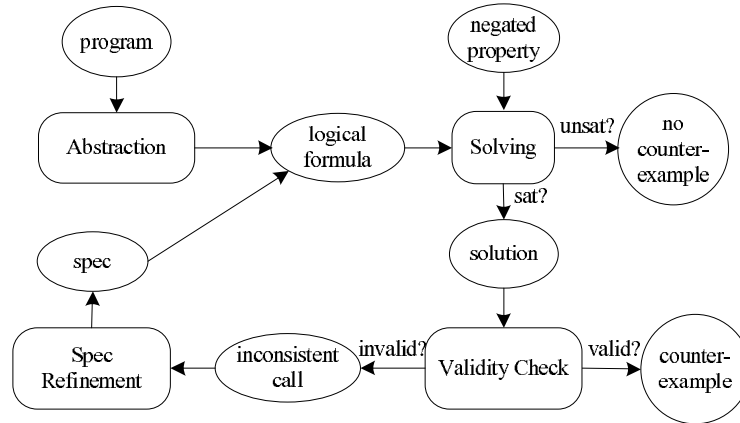 program
negated
property
Abstraction
logical
formula
Solving
unsat?
no
counter-
example
sat?
spec
solution
Spec
Refinement
inconsistent
call
invalid?
Validity Check
valid?
counter-
example